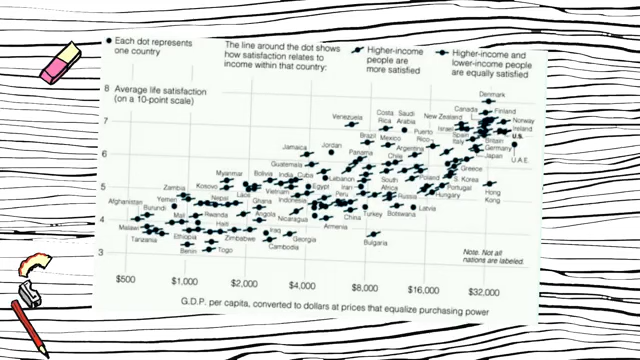 Each dot represents
one country
The line around the dot shows
how satisfaction relates to
income within that country:
Higher-income
people are
more satisfied
Higher-income and
lower-income people
are equally satisfied
Average life satisfaction
(on a 10-point scale)
8
7
6
5
4
3
Denmark
Canada
Finland
Norway
Ireland
U.S.
New Zealand
Israel
Spain
Italy
Britain
Germany
Japan
U.A.E.
Venezuela
Costa
Rica
Saudi
Arabia
Puerto
Rico
Brazil
Mexico
Argentina
Jamaica
Jordan
Panama
Chile
Guatemala
Greece
Myanmar
Bolivia
India
Cuba
Lebanon
South
Africa
Poland
S. Korea
Portugal
Hungary
Hong
Kong
Zambia
Kosovo
Laos
Vietnam
Egypt
Iran
Russia
Afghanistan
Yemen
Burundi
Nepal
Ghana
Indonesia
Peru
Mali
Rwanda
Angola
Nicaragua
China
Turkey
Botswana
Latvia
Malawi
Haiti
Armenia
Tanzania
Ethiopia
Zimbabwe
Iraq
Georgia
Cambodia
Bulgaria
Benin
Togo
Note: Not all
nations are labeled.
$500
$1,000
$2,000
$4,000
$8,000
$16,000
$32,000
G.D.P. per capita, converted to dollars at prices that equalize purchasing power